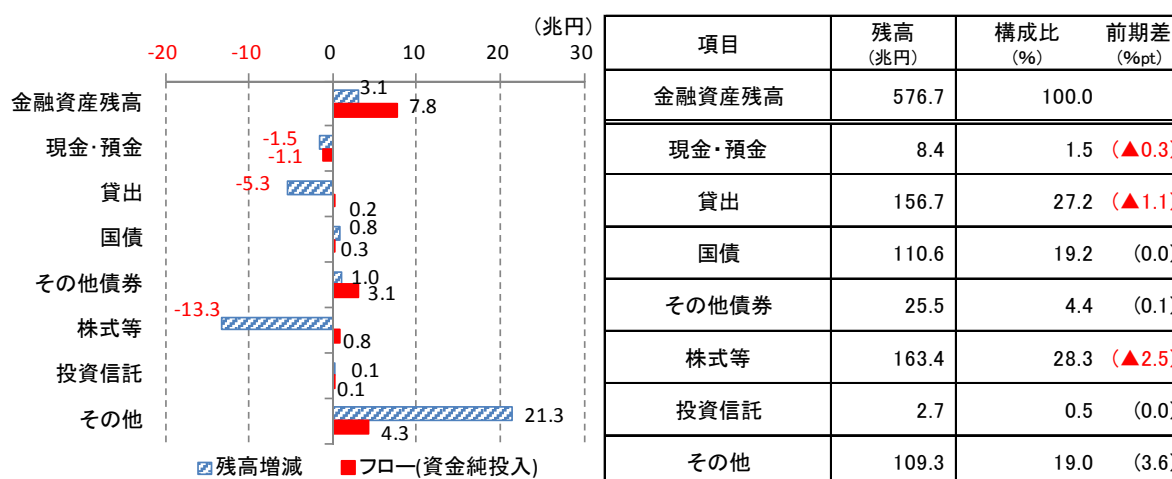 (兆円)
-20 -10 0 10 20 30
金融資産残高 3.1 7.8
現金・預金 -1.5 -1.1
貸出 -5.3 0.2
国債 0.8 0.3
その他債券 1.0 3.1
株式等 -13.3 0.8
投資信託 0.1 0.1
その他 21.3 4.3
残高増減 フロー(資金純投入)
項目 残高 構成比 前期差
(兆円) (%) (%pt)
金融資産残高 576.7 100.0
現金・預金 8.4 1.5 (▲0.3)
貸出 156.7 27.2 (▲1.1)
国債 110.6 19.2 (0.0)
その他債券 25.5 4.4 (0.1)
株式等 163.4 28.3 (▲2.5)
投資信託 2.7 0.5 (0.0)
その他 109.3 19.0 (3.6)